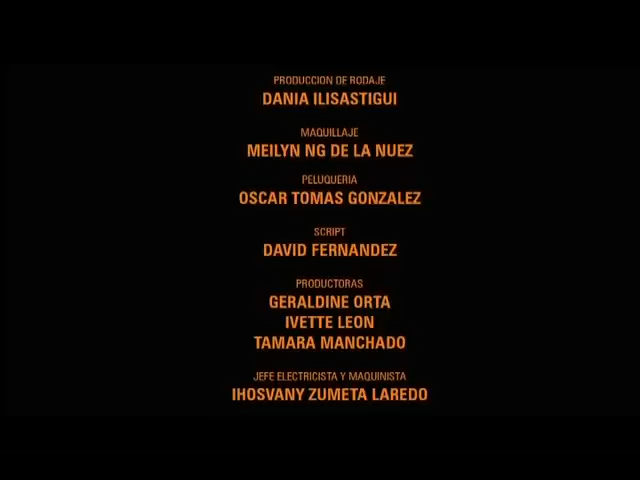 PRODUCCION DE RODAJE
DANIA ILISASTIGUI
MAQUILLAJE
MEILYN NG DE LA NUEZ
PELUQUERIA
OSCAR TOMAS GONZALEZ
SCRIPT
DAVID FERNANDEZ
PRODUCTORAS
GERALDINE ORTA
IVETTE LEON
TAMARA MANCHADO
JEFE ELECTRICISTA Y MAQUINISTA
IHOSVANY ZUMETA LAREDO